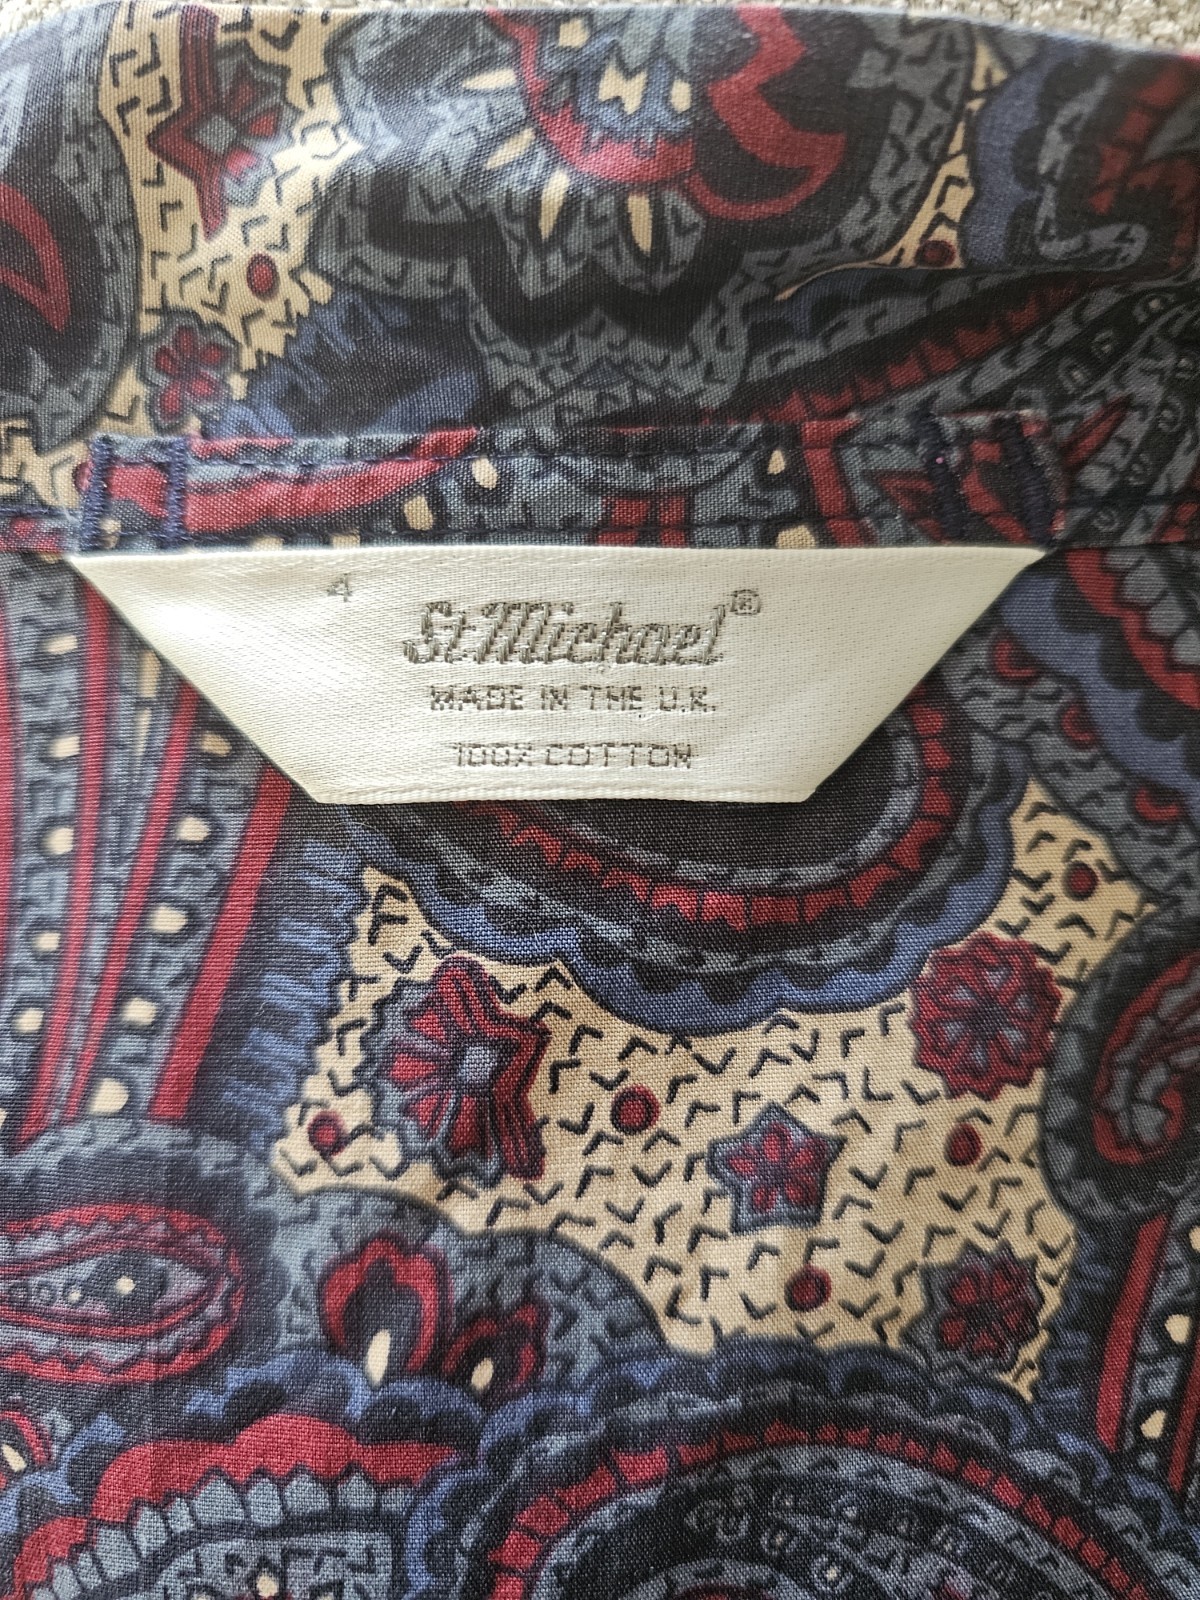 4
St Michael®
MADE IN THE U.K.
100% COTTON